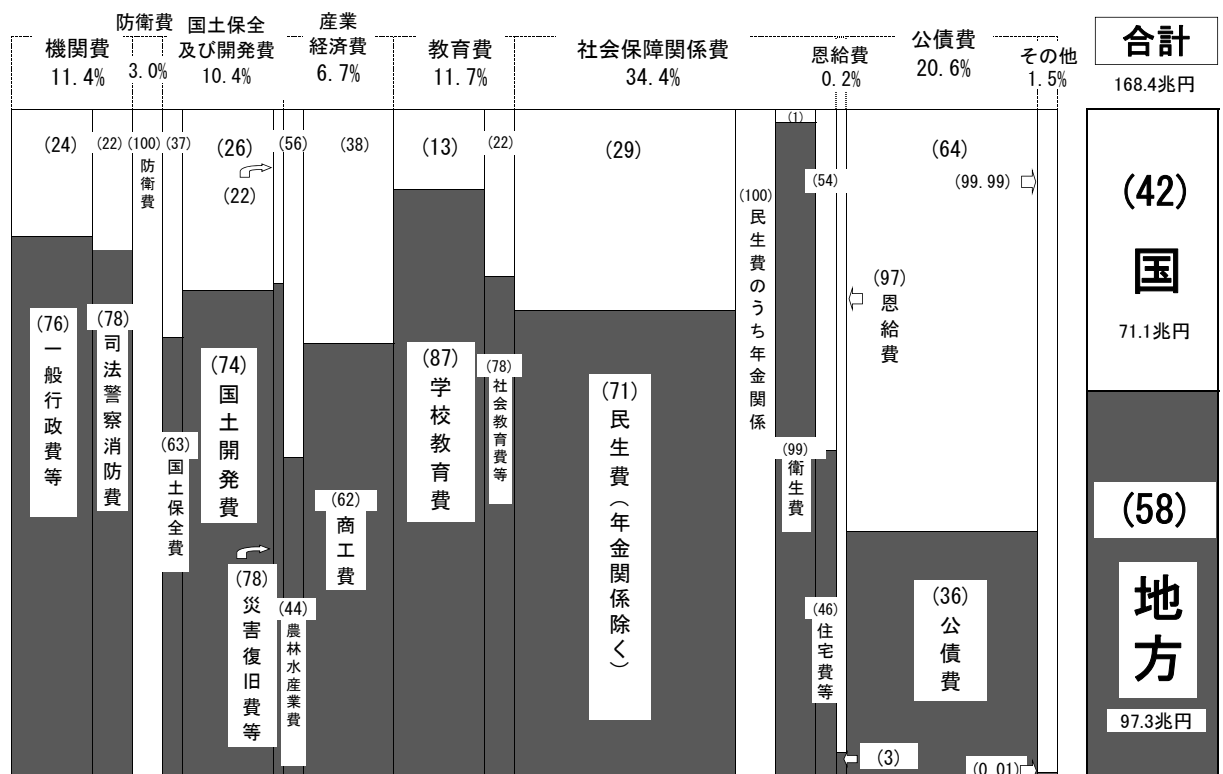 機関費
11.4%
防衛費
3.0%
国土保全
及び開発費
10.4%
産業
経済費
6.7%
教育費
11.7%
社会保障関係費
34.4%
恩給費
0.2%
公債費
20.6%
その他
1.5%
合計
168.4兆円
(24)
(22)
(100)
防衛費
(37)
(26)
(22)
(56)
(38)
(13)
(22)
(29)
(100)
民生費のうち年金関係
(1)
(54)
(97)
恩給費
(64)
(99.99)
(42)
国
71.1兆円
(76)
一般行政費等
(78)
司法警察消防費
(63)
国土保全費
(74)
国土開発費
(78)
災害復旧費等
(44)
農林水産業費
(62)
商工費
(87)
学校教育費
(78)
社会教育費等
(71)
民生費(年金関係除く)
(99)
衛生費
(46)
住宅費等
(3)
(36)
公債費
(0.01)
(58)
地方
97.3兆円